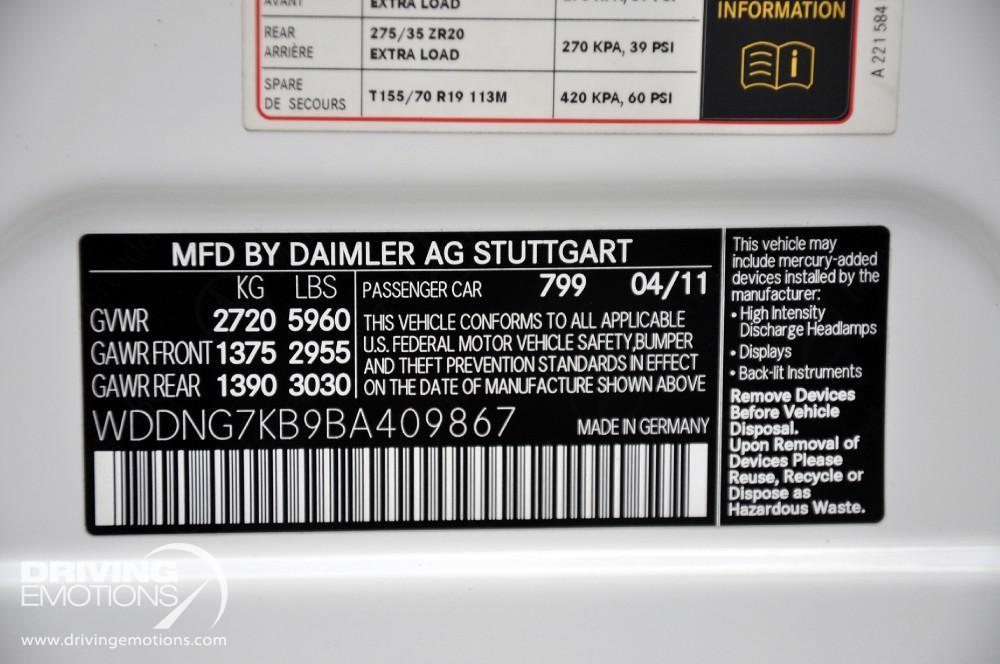 EXTRA LOAD
INFORMATION
REAR
ARRIÈRE
275/35 ZR20
EXTRA LOAD
270 KPA, 39 PSI
SPARE
DE SECOURS
T155/70 R19 113M
420 KPA, 60 PSI
A 221 584
MFD BY DAIMLER AG STUTTGART
KG LBS
GVWR 2720 5960
GAWR FRONT 1375 2955
GAWR REAR 1390 3030
PASSENGER CAR 799 04/11
THIS VEHICLE CONFORMS TO ALL APPLICABLE
U.S. FEDERAL MOTOR VEHICLE SAFETY,BUMPER
AND THEFT PREVENTION STANDARDS IN EFFECT
ON THE DATE OF MANUFACTURE SHOWN ABOVE
WDDNG7KB9BA409867
MADE IN GERMANY
This vehicle may
include mercury-added
devices installed by the
manufacturer:
• High Intensity
Discharge Headlamps
• Displays
• Back-lit Instruments
Remove Devices
Before Vehicle
Disposal.
Upon Removal of
Devices Please
Reuse, Recycle or
Dispose as
Hazardous Waste.
DRIVING
EMOTIONS
www.drivingemotions.com